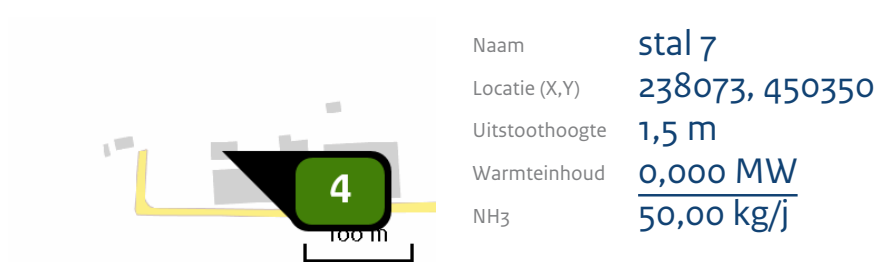 Naam stal 7
Locatie (X,Y) 238073, 450350
Uitstoothoogte 1,5 m
Warmteinhoud 0,000 MW
NH3 50,00 kg/j
4
100 m